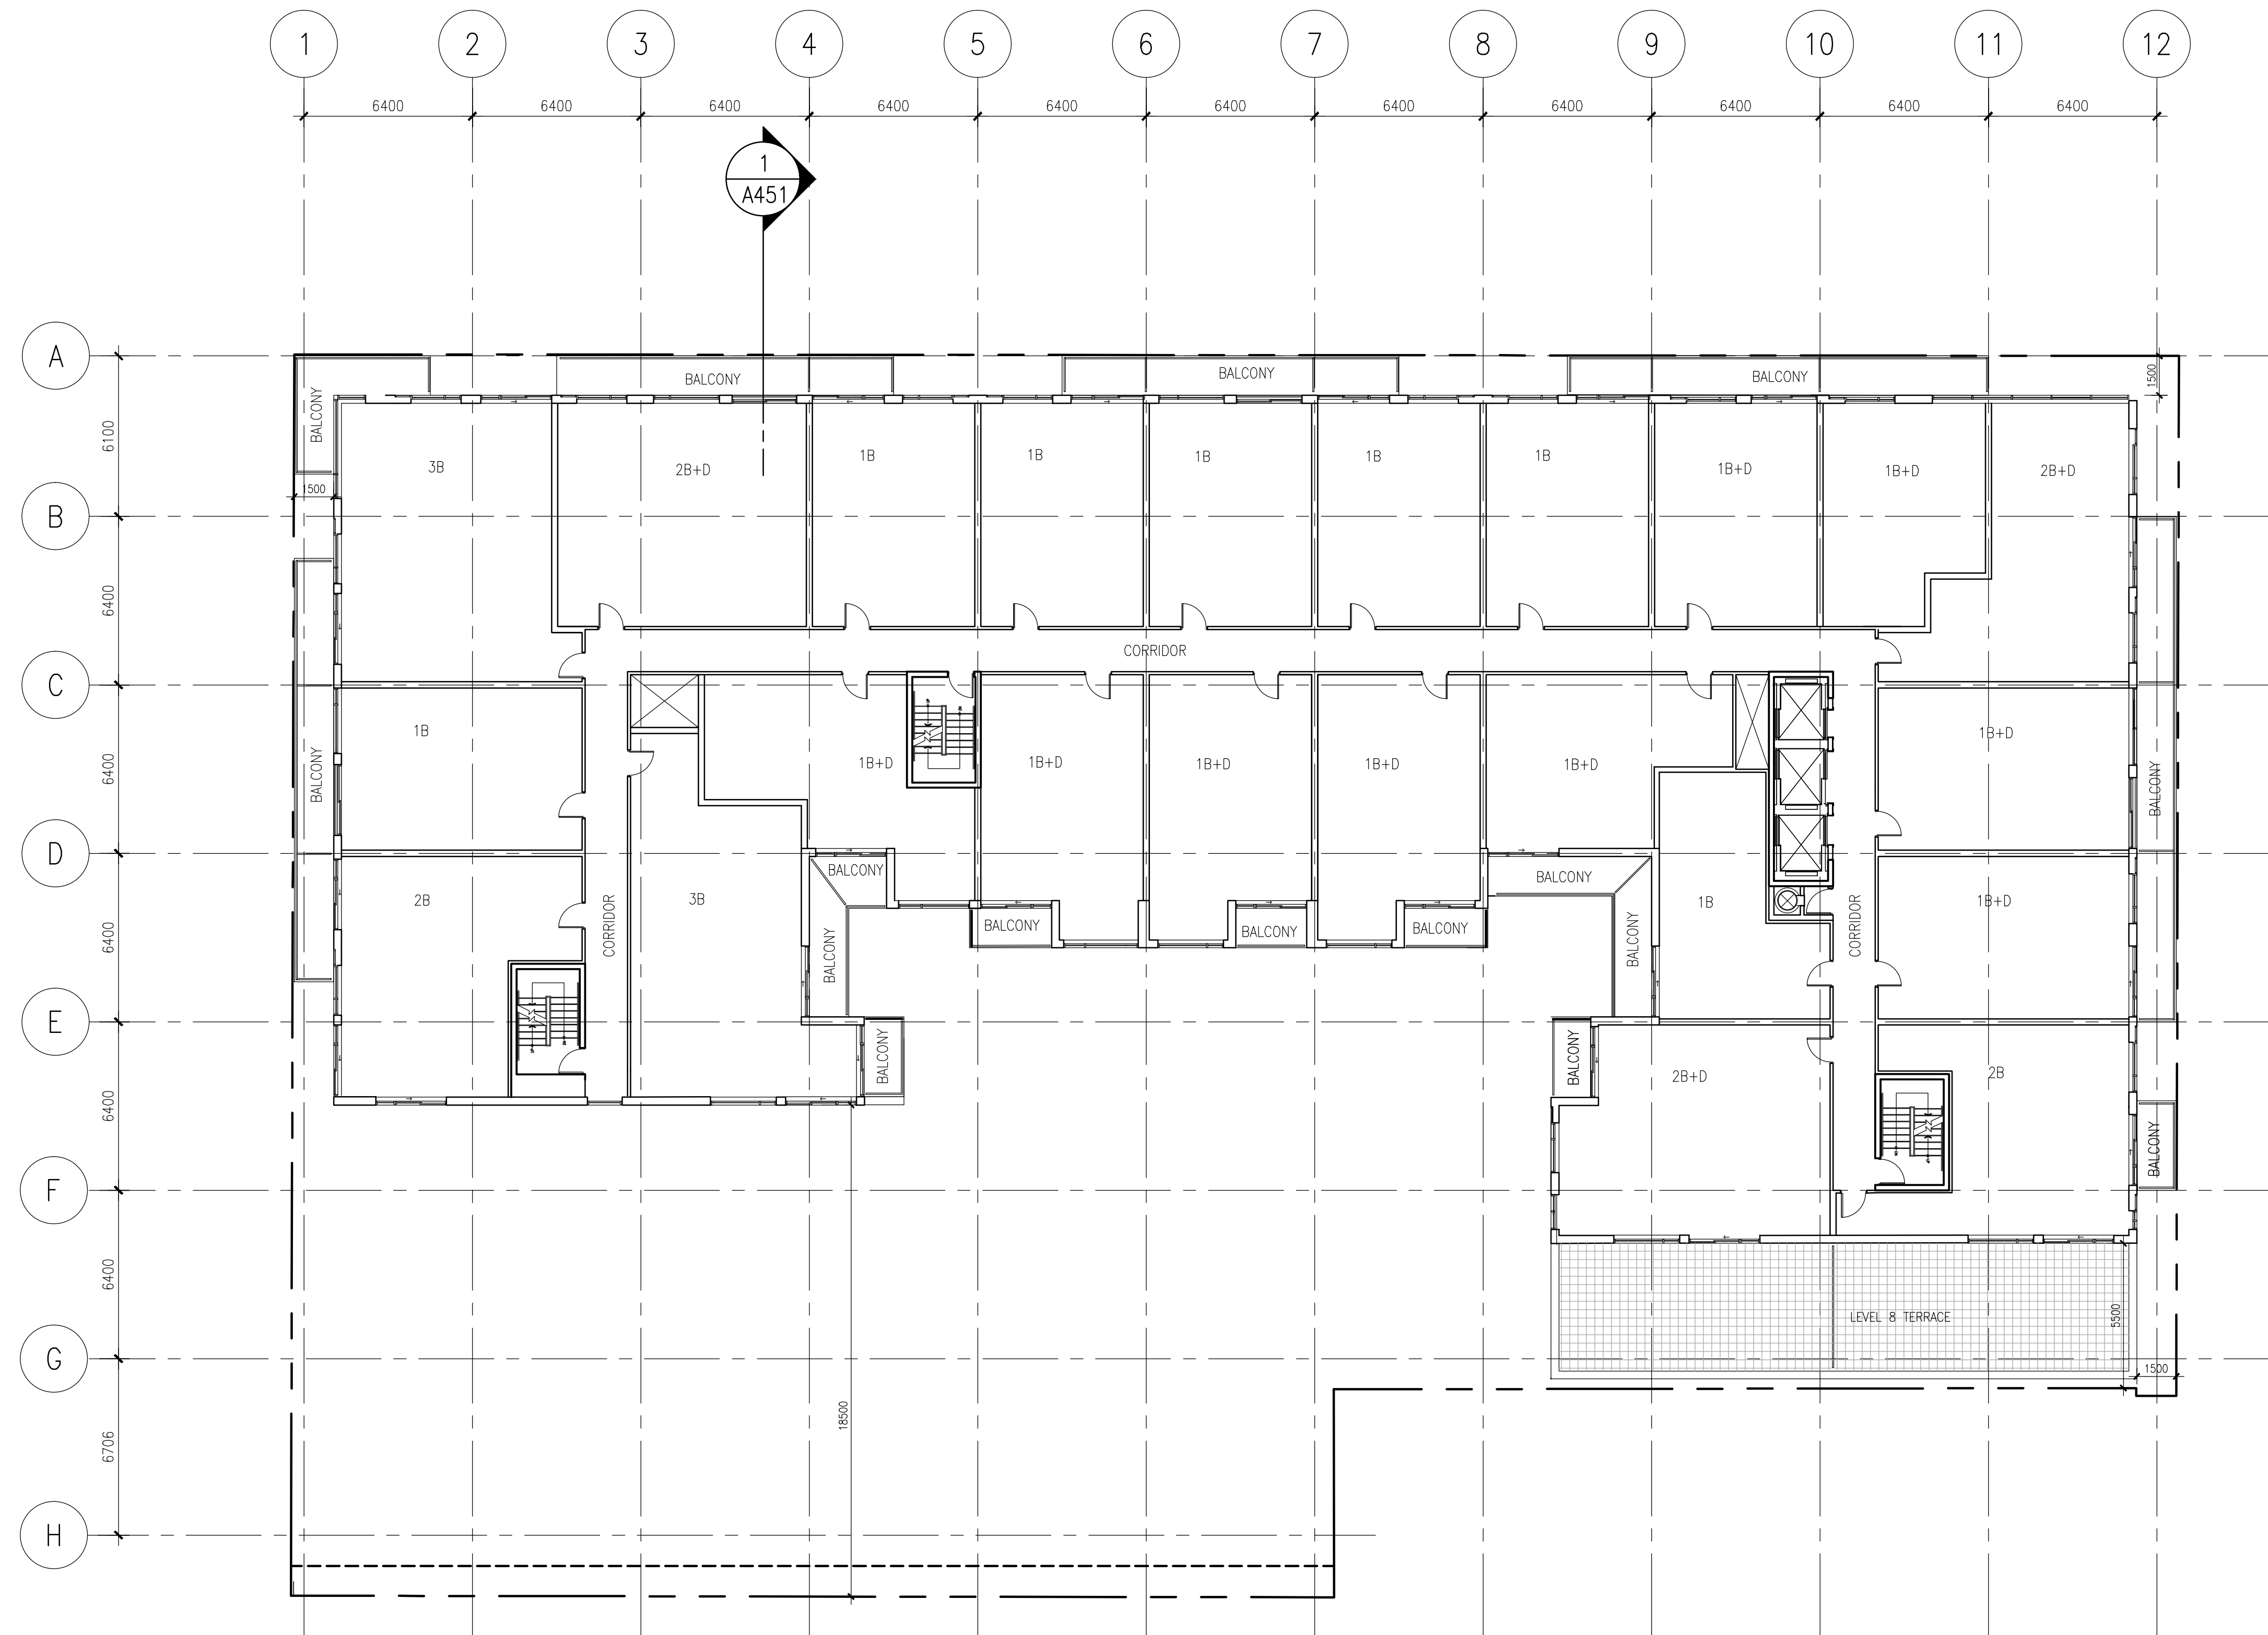 1 2 3 4 5 6 7 8 9 10 11 12
6400 6400 6400 6400 6400 6400 6400 6400 6400 6400 6400
1
A451
A
BALCONY BALCONY BALCONY
1500
BALCONY
6100
3B 2B+D 1B 1B 1B 1B 1B 1B+D 1B+D 2B+D
1500
B
6400
CORRIDOR
C
1B 1B+D 1B+D 1B+D 1B+D 1B+D 1B+D
6400
BALCONY
BALCONY
D
BALCONY BALCONY
2B 3B 1B 1B+D
6400
CORRIDOR
BALCONY
BALCONY BALCONY BALCONY
BALCONY
CORRIDOR
E
BALCONY
BALCONY
2B+D 2B
6400
BALCONY
F
6400
LEVEL 8 TERRACE
5500
G
1500
18500
6706
H